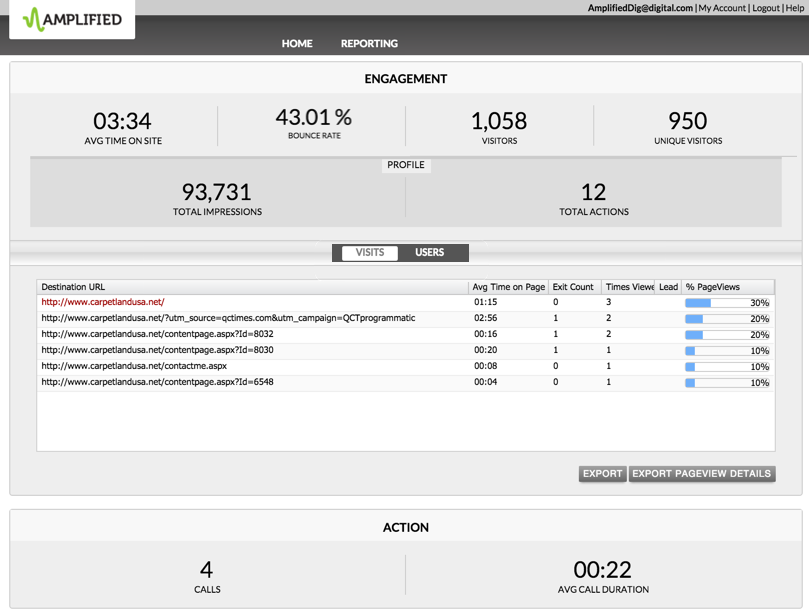 AmplifiedDig@digital.com | My Account | Logout | Help
AMPLIFIED
HOME REPORTING
ENGAGEMENT
03:34 43.01 % 1,058 950
AVG TIME ON SITE BOUNCE RATE VISITORS UNIQUE VISITORS
PROFILE
93,731 12
TOTAL IMPRESSIONS TOTAL ACTIONS
VISITS USERS
Destination URL Avg Time on Page Exit Count Times Viewe Lead % PageViews
http://www.carpetlandusa.net/ 01:15 0 3 30%
http://www.carpetlandusa.net/?utm_source=qctimes.com&utm_campaign=QCTprogrammatic 02:56 1 2 20%
http://www.carpetlandusa.net/contentpage.aspx?Id=8032 00:16 1 2 20%
http://www.carpetlandusa.net/contentpage.aspx?Id=8030 00:20 1 1 10%
http://www.carpetlandusa.net/contactme.aspx 00:08 0 1 10%
http://www.carpetlandusa.net/contentpage.aspx?Id=6548 00:04 0 1 10%
EXPORT EXPORT PAGEVIEW DETAILS
ACTION
4 00:22
CALLS AVG CALL DURATION